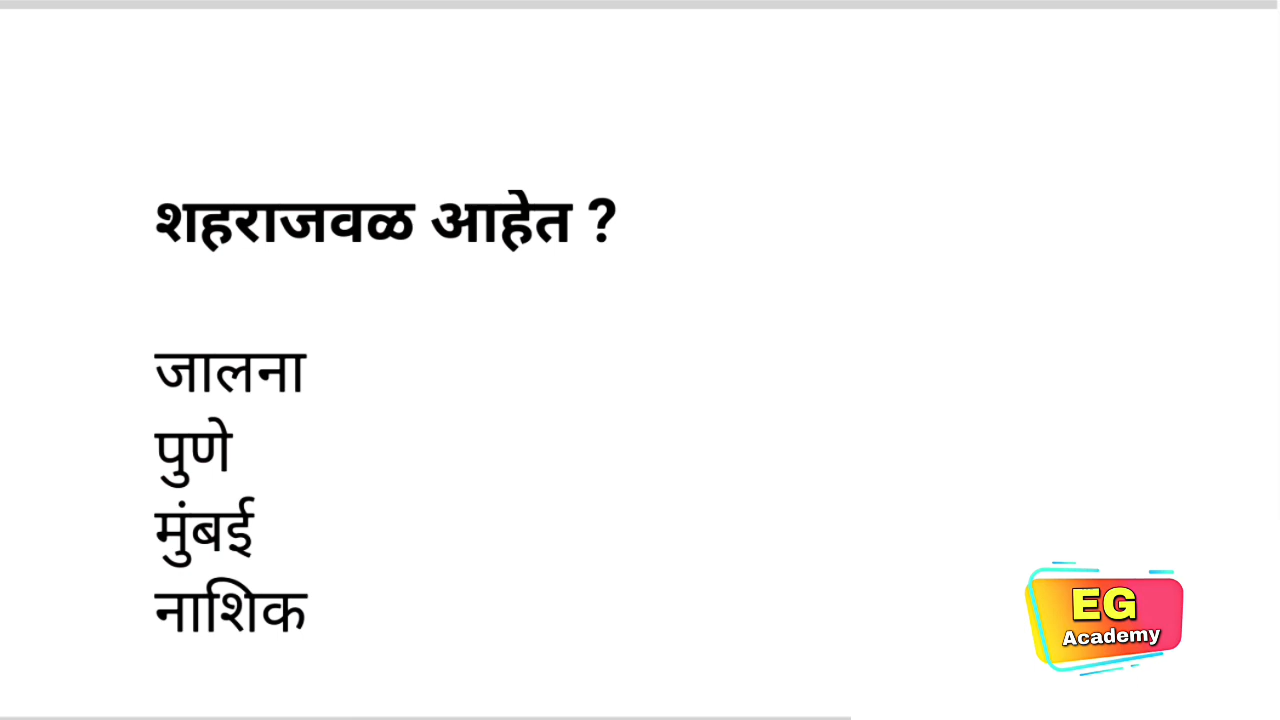 शहराजवळ आहेत ?
जालना
पुणे
मुंबई
नाशिक
EG
Academy